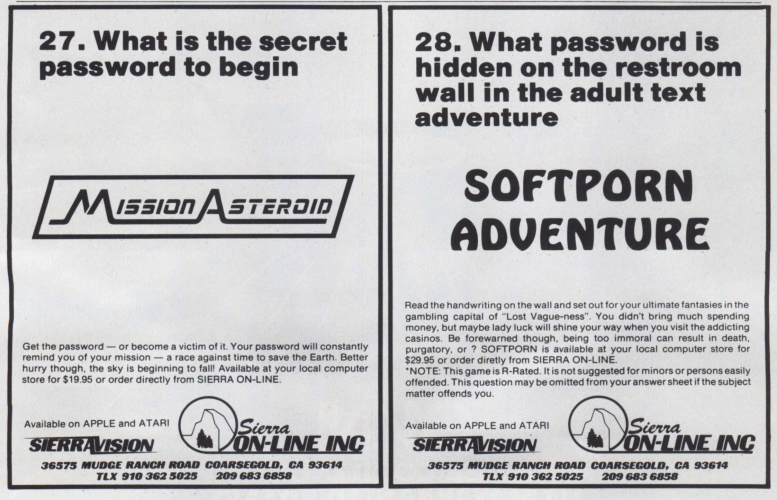 27. What is the secret
password to begin
MISSION ASTEROID
Get the password — or become a victim of it. Your password will constantly
remind you of your mission — a race against time to save the Earth. Better
hurry though, the sky is beginning to fall! Available at your local computer
store for $19.95 or order directly from SIERRA ON-LINE.
Available on APPLE and ATARI
SIERRAVISION
Sierra
ON-LINE INC
36575 MUDGE RANCH ROAD COARSEGOLD, CA 93614
TLX 910 362 5025 209 683 6858
28. What password is
hidden on the restroom
wall in the adult text
adventure
SOFTPORN
ADVENTURE
Read the handwriting on the wall and set out for your ultimate fantasies in the
gambling capital of "Lost Vague-ness". You didn't bring much spending
money, but maybe lady luck will shine your way when you visit the addicting
casinos. Be forewarned though, being too immoral can result in death,
purgatory, or ? SOFTPORN is available at your local computer store for
$29.95 or order diretly from SIERRA ON-LINE.
*NOTE: This game is R-Rated. It is not suggested for minors or persons easily
offended. This question may be omitted from your answer sheet if the subject
matter offends you.
Available on APPLE and ATARI
SIERRAVISION
Sierra
ON-LINE INC
36575 MUDGE RANCH ROAD COARSEGOLD, CA 93614
TLX 910 362 5025 209 683 6858